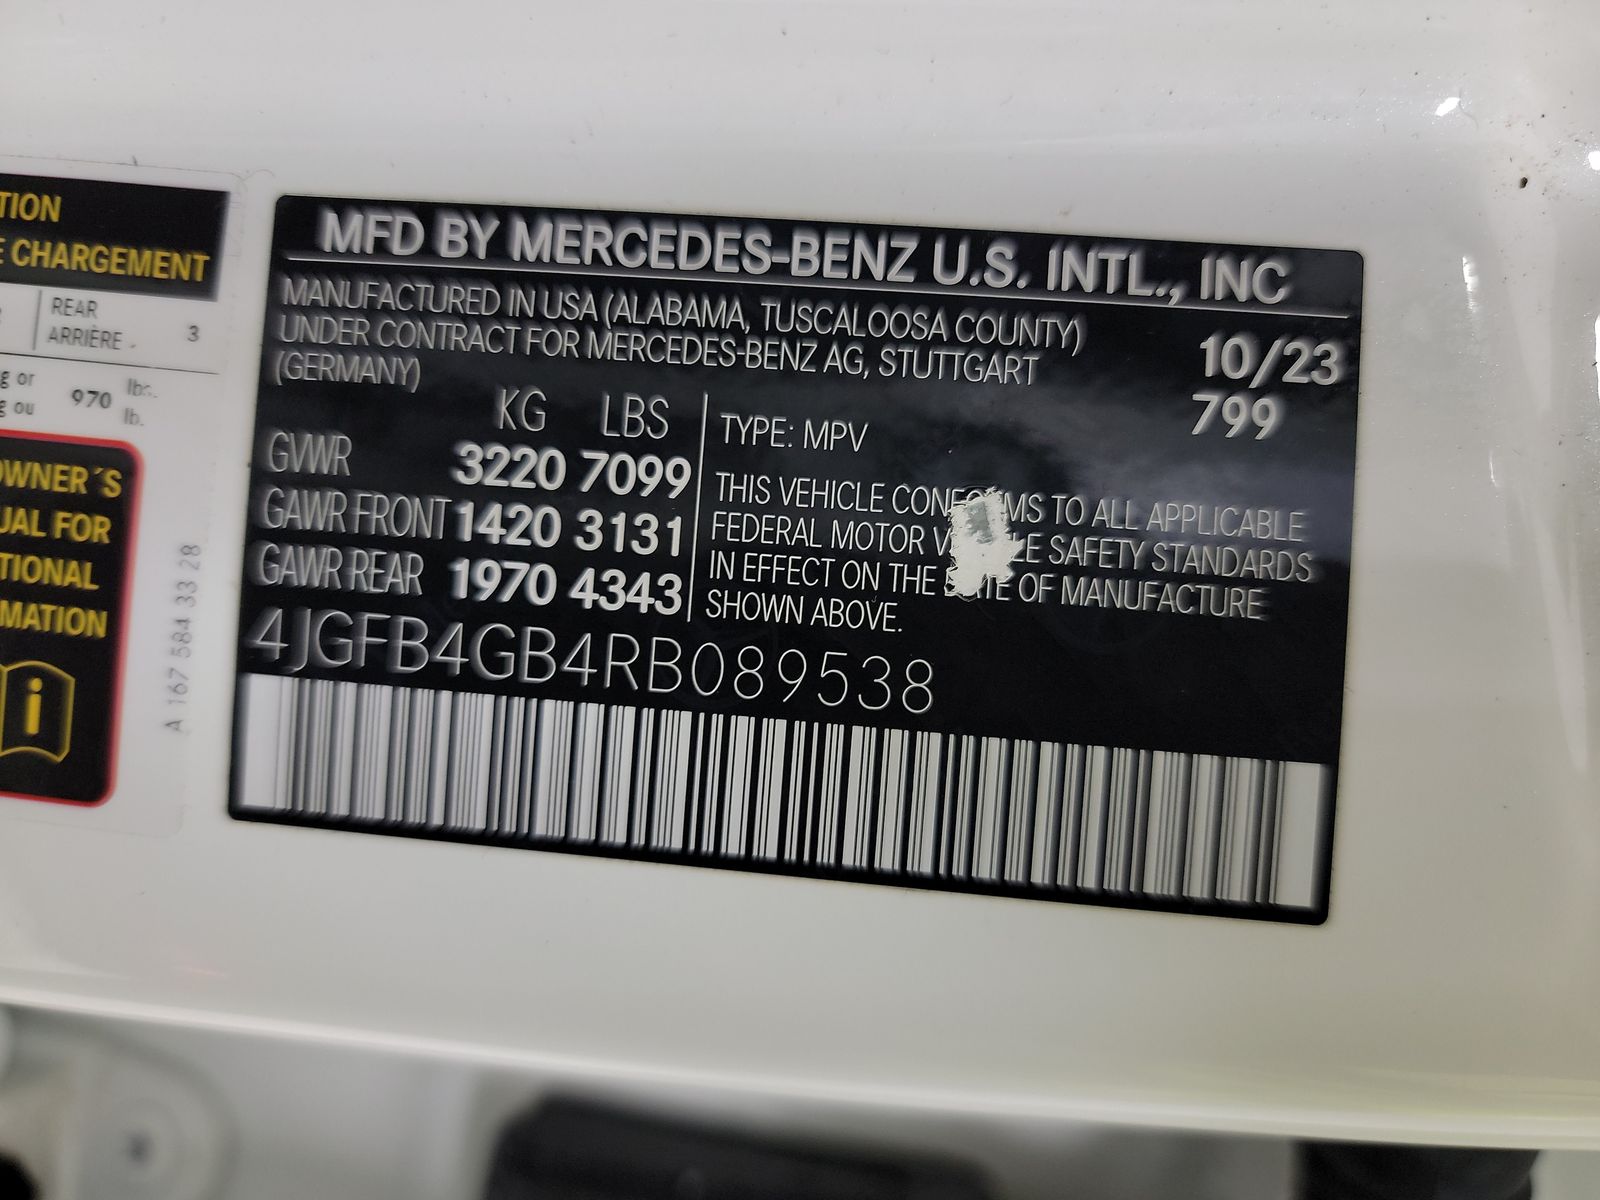 TION
E CHARGEMENT
REAR
ARRIÈRE 3
g or
g ou 970 lbs.
lb.
OWNER´S
UAL FOR
TIONAL
MATION
A 167 584 33 28
MFD BY MERCEDES-BENZ U.S. INTL., INC
MANUFACTURED IN USA (ALABAMA, TUSCALOOSA COUNTY)
UNDER CONTRACT FOR MERCEDES-BENZ AG, STUTTGART
(GERMANY)
10/23
799
KG LBS
GVWR 3220 7099
GAWR FRONT 1420 3131
GAWR REAR 1970 4343
TYPE: MPV
THIS VEHICLE CONFORMS TO ALL APPLICABLE
FEDERAL MOTOR V LE SAFETY STANDARDS
IN EFFECT ON THE DATE OF MANUFACTURE
SHOWN ABOVE.
4JGFB4GB4RB089538